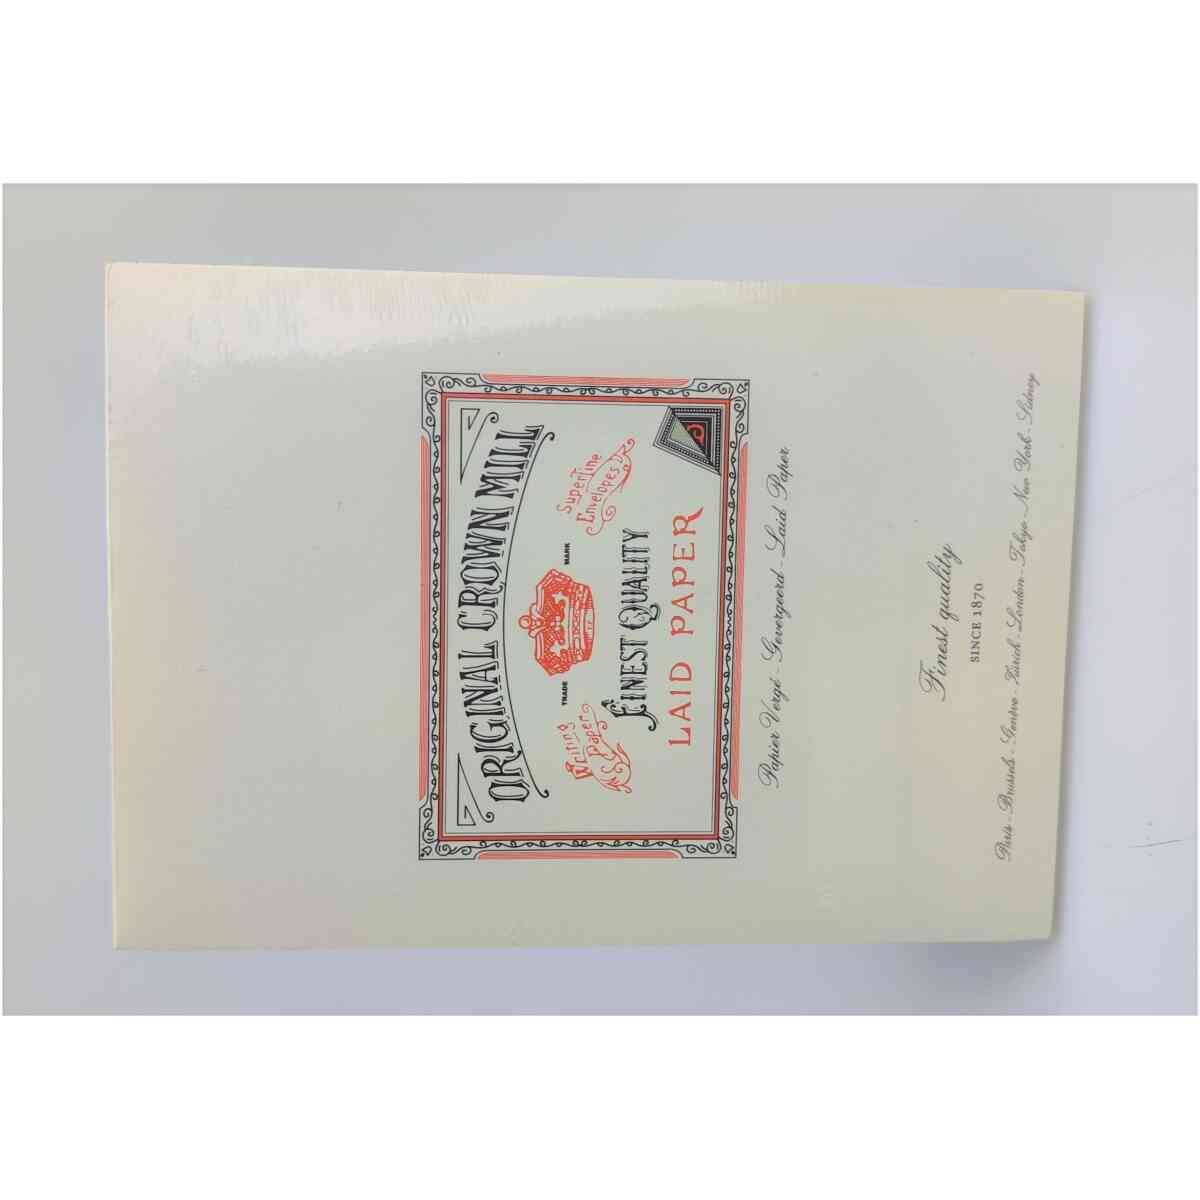 ORIGINAL CROWN MILL
TRADE MARK
Writing Paper
Superfine Envelopes
FINEST QUALITY
LAID PAPER
Papier Vergé - Gevergeerd - Laid Paper
Finest quality
SINCE 1870
Paris - Brussels - Genève - Zürich - London - Tokyo - New York - Sidney